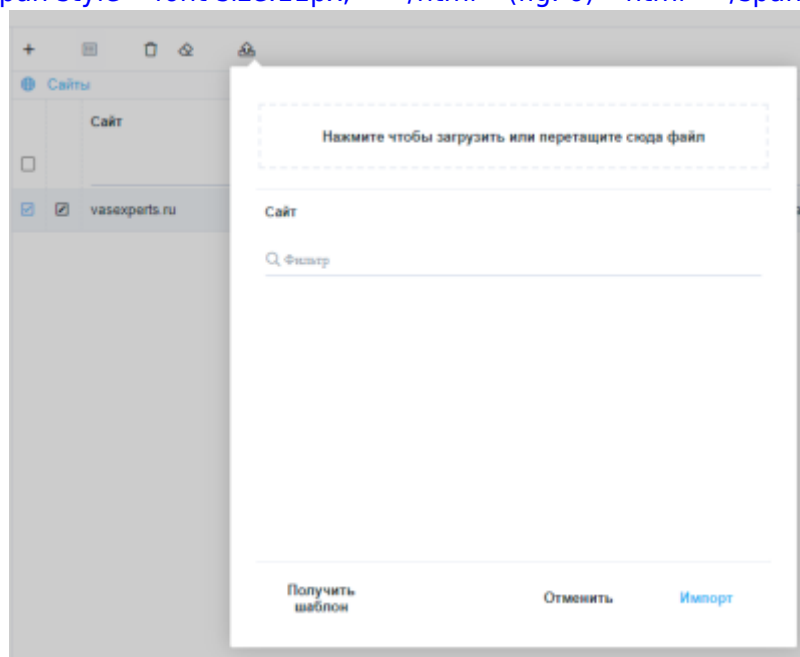 Сайты
Сайт
vasexperts.ru
Нажмите чтобы загрузить или перетащите сюда файл
Сайт
Фильтр
Получить
шаблон
Отменить
Импорт